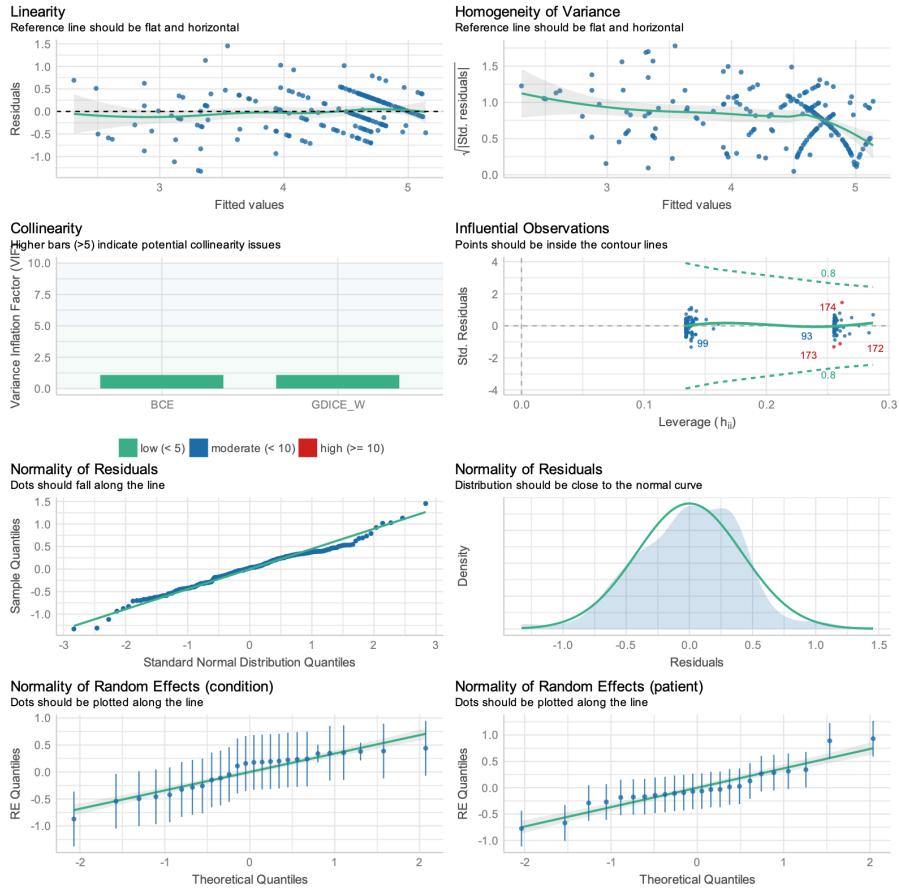 Linearity
Reference line should be flat and horizontal
1.5
1.0
0.5
0.0
-0.5
-1.0
Residuals
3
4
5
Fitted values
Homogeneity of Variance
Reference line should be flat and horizontal
1.5
1.0
0.5
0.0
√|Std. residuals|
3
4
5
Fitted values
Collinearity
Higher bars (>5) indicate potential collinearity issues
10.0
7.5
5.0
2.5
0.0
Variance Inflation Factor (VIF)
BCE
GDICE_W
low (< 5)
moderate (< 10)
high (>= 10)
Influential Observations
Points should be inside the contour lines
4
2
0
-2
-4
Std. Residuals
0.8
174
99
93
173
172
0.8
0.0
0.1
0.2
0.3
Leverage (hii)
Normality of Residuals
Dots should fall along the line
1.5
1.0
0.5
0.0
-0.5
-1.0
Sample Quantiles
-3
-2
-1
0
1
2
3
Standard Normal Distribution Quantiles
Normality of Residuals
Distribution should be close to the normal curve
Density
-1.0
-0.5
0.0
0.5
1.0
1.5
Residuals
Normality of Random Effects (condition)
Dots should be plotted along the line
1.0
0.5
0.0
-0.5
-1.0
RE Quantiles
-2
-1
0
1
2
Theoretical Quantiles
Normality of Random Effects (patient)
Dots should be plotted along the line
1.0
0.5
0.0
-0.5
-1.0
RE Quantiles
-2
-1
0
1
2
Theoretical Quantiles